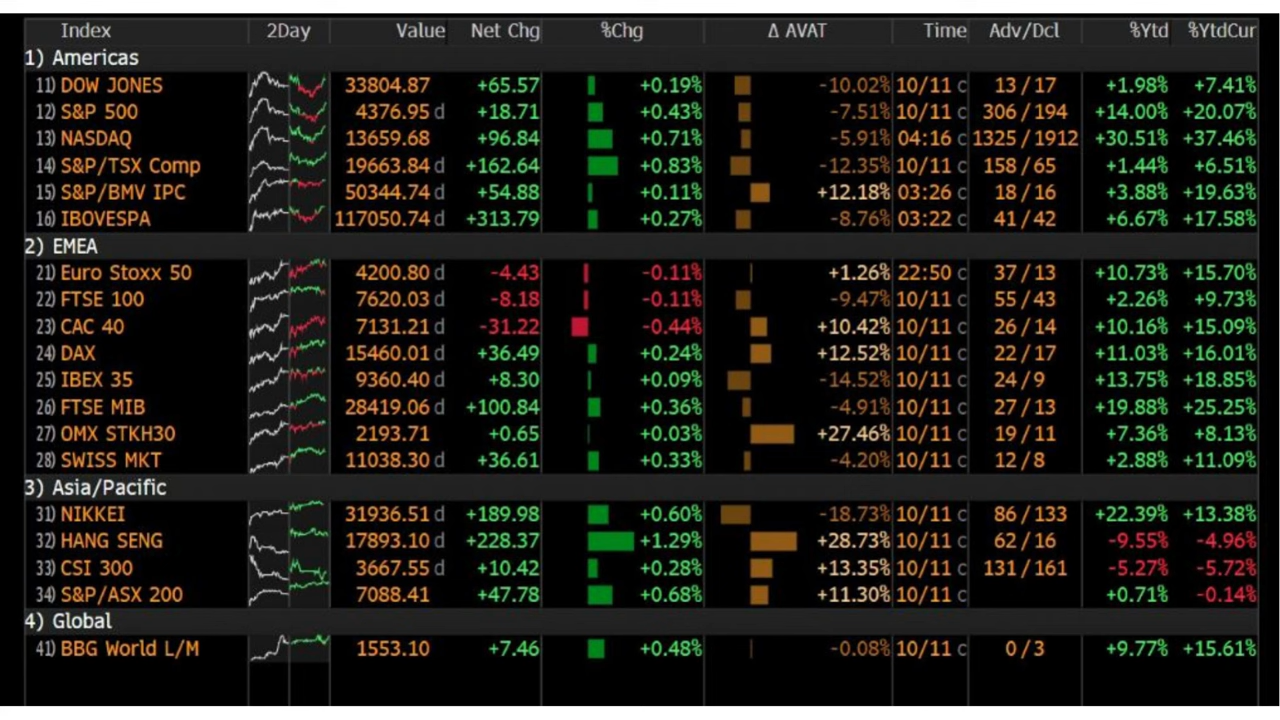 Index 2Day Value Net Chg %Chg Δ AVAT Time Adv/Dcl %Ytd %YtdCur
1) Americas
11) DOW JONES 33804.87 +65.57 +0.19% -10.02% 10/11 c 13 / 17 +1.98% +7.41%
12) S&P 500 4376.95 d +18.71 +0.43% -7.51% 10/11 c 306 / 194 +14.00% +20.07%
13) NASDAQ 13659.68 +96.84 +0.71% -5.91% 04:16 c 1325 / 1912 +30.51% +37.46%
14) S&P/TSX Comp 19663.84 d +162.64 +0.83% -12.35% 10/11 c 158 / 65 +1.44% +6.51%
15) S&P/BMV IPC 50344.74 d +54.88 +0.11% +12.18% 03:26 c 18 / 16 +3.88% +19.63%
16) IBOVESPA 117050.74 d +313.79 +0.27% -8.76% 03:22 c 41 / 42 +6.67% +17.58%
2) EMEA
21) Euro Stoxx 50 4200.80 d -4.43 -0.11% +1.26% 22:50 c 37 / 13 +10.73% +15.70%
22) FTSE 100 7620.03 d -8.18 -0.11% -9.47% 10/11 c 55 / 43 +2.26% +9.73%
23) CAC 40 7131.21 d -31.22 -0.44% +10.42% 10/11 c 26 / 14 +10.16% +15.09%
24) DAX 15460.01 d +36.49 +0.24% +12.52% 10/11 c 22 / 17 +11.03% +16.01%
25) IBEX 35 9360.40 d +8.30 +0.09% -14.52% 10/11 c 24 / 9 +13.75% +18.85%
26) FTSE MIB 28419.06 d +100.84 +0.36% -4.91% 10/11 c 27 / 13 +19.88% +25.25%
27) OMX STKH30 2193.71 +0.65 +0.03% +27.46% 10/11 c 19 / 11 +7.36% +8.13%
28) SWISS MKT 11038.30 d +36.61 +0.33% -4.20% 10/11 c 12 / 8 +2.88% +11.09%
3) Asia/Pacific
31) NIKKEI 31936.51 d +189.98 +0.60% -18.73% 10/11 c 86 / 133 +22.39% +13.38%
32) HANG SENG 17893.10 d +228.37 +1.29% +28.73% 10/11 c 62 / 16 -9.55% -4.96%
33) CSI 300 3667.55 d +10.42 +0.28% +13.35% 10/11 c 131 / 161 -5.27% -5.72%
34) S&P/ASX 200 7088.41 +47.78 +0.68% +11.30% 10/11 c +0.71% -0.14%
4) Global
41) BBG World L/M 1553.10 +7.46 +0.48% -0.08% 10/11 c 0 / 3 +9.77% +15.61%